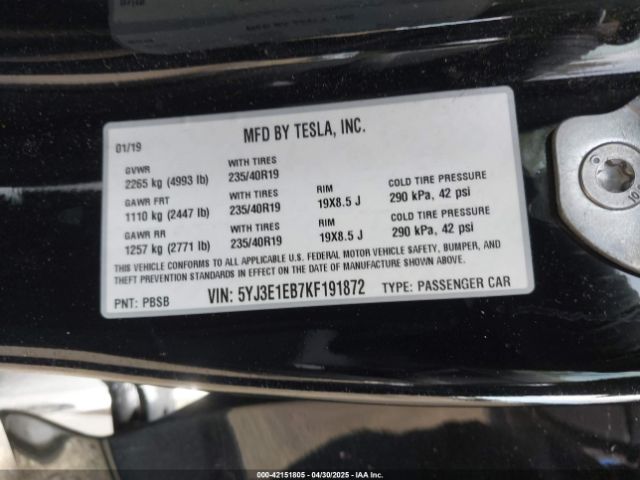 MFD BY TESLA, INC.
01/19
GVWR
2265 kg (4993 lb)
WITH TIRES
235/40R19
GAWR FRT
1110 kg (2447 lb)
WITH TIRES
235/40R19
RIM
19X8.5 J
COLD TIRE PRESSURE
290 kPa, 42 psi
GAWR RR
1257 kg (2771 lb)
WITH TIRES
235/40R19
RIM
19X8.5 J
COLD TIRE PRESSURE
290 kPa, 42 psi
THIS VEHICLE CONFORMS TO ALL APPLICABLE U.S. FEDERAL MOTOR VEHICLE SAFETY, BUMPER, AND
THEFT PREVENTION STANDARDS IN EFFECT ON THE DATE OF MANUFACTURE SHOWN ABOVE.
PNT: PBSB
VIN: 5YJ3E1EB7KF191872
TYPE: PASSENGER CAR
000-42151805 - 04/30/2025 - IAA Inc.